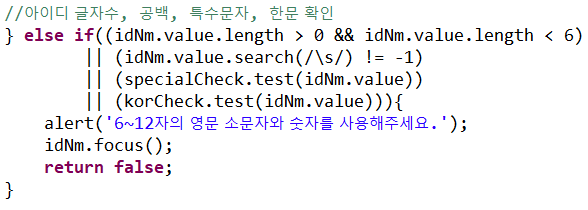 //아이디 글자수, 공백, 특수문자, 한문 확인
} else if((idNm.value.length > 0 && idNm.value.length < 6)
|| (idNm.value.search(/\s/) != -1)
|| (specialCheck.test(idNm.value))
|| (korCheck.test(idNm.value))){
alert('6~12자의 영문 소문자와 숫자를 사용해주세요.');
idNm.focus();
return false;
}